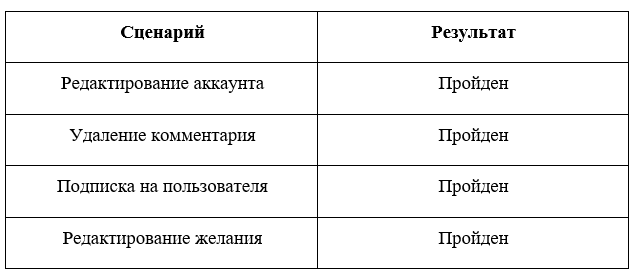 Сценарий Результат
Редактирование аккаунта Пройден
Удаление комментария Пройден
Подписка на пользователя Пройден
Редактирование желания Пройден